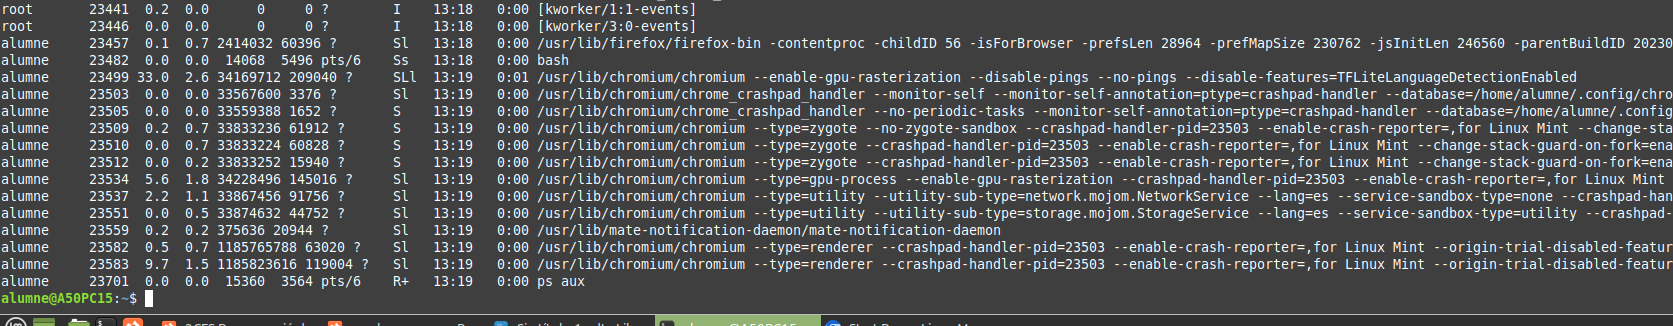 root 23441 0.2 0.0 0 0 ? I 13:18 0:00 [kworker/1:1-events]
root 23446 0.0 0.0 0 0 ? I 13:18 0:00 [kworker/3:0-events]
alumne 23457 0.1 0.7 2414032 60396 ? Sl 13:18 0:00 /usr/lib/firefox/firefox-bin -contentproc -childID 56 -isForBrowser -prefsLen 28964 -prefMapSize 230762 -jsInitLen 246560 -parentBuildID 20230
alumne 23482 0.0 0.0 14068 5496 pts/6 Ss 13:18 0:00 bash
alumne 23499 33.0 2.6 34169712 209040 ? SLl 13:19 0:01 /usr/lib/chromium/chromium --enable-gpu-rasterization --disable-pings --no-pings --disable-features=TFLiteLanguageDetectionEnabled
alumne 23503 0.0 0.0 33567600 3376 ? Sl 13:19 0:00 /usr/lib/chromium/chrome_crashpad_handler --monitor-self --monitor-self-annotation=ptype=crashpad-handler --database=/home/alumne/.config/chro
alumne 23505 0.0 0.0 33559388 1652 ? S 13:19 0:00 /usr/lib/chromium/chrome_crashpad_handler --no-periodic-tasks --monitor-self-annotation=ptype=crashpad-handler --database=/home/alumne/.config
alumne 23509 0.2 0.7 33833236 61912 ? S 13:19 0:00 /usr/lib/chromium/chromium --type=zygote --no-zygote-sandbox --crashpad-handler-pid=23503 --enable-crash-reporter=,for Linux Mint --change-sta
alumne 23510 0.0 0.7 33833224 60828 ? S 13:19 0:00 /usr/lib/chromium/chromium --type=zygote --crashpad-handler-pid=23503 --enable-crash-reporter=,for Linux Mint --change-stack-guard-on-fork=ena
alumne 23512 0.0 0.2 33833252 15940 ? S 13:19 0:00 /usr/lib/chromium/chromium --type=zygote --crashpad-handler-pid=23503 --enable-crash-reporter=,for Linux Mint --change-stack-guard-on-fork=ena
alumne 23534 5.6 1.8 34228496 145016 ? Sl 13:19 0:00 /usr/lib/chromium/chromium --type=gpu-process --enable-gpu-rasterization --crashpad-handler-pid=23503 --enable-crash-reporter=,for Linux Mint
alumne 23537 2.2 1.1 33867456 91756 ? Sl 13:19 0:00 /usr/lib/chromium/chromium --type=utility --utility-sub-type=network.mojom.NetworkService --lang=es --service-sandbox-type=none --crashpad-han
alumne 23551 0.0 0.5 33874632 44752 ? Sl 13:19 0:00 /usr/lib/chromium/chromium --type=utility --utility-sub-type=storage.mojom.StorageService --lang=es --service-sandbox-type=utility --crashpad-
alumne 23559 0.2 0.2 375636 20944 ? Sl 13:19 0:00 /usr/lib/mate-notification-daemon/mate-notification-daemon
alumne 23582 0.5 0.7 1185765788 63020 ? Sl 13:19 0:00 /usr/lib/chromium/chromium --type=renderer --crashpad-handler-pid=23503 --enable-crash-reporter=,for Linux Mint --origin-trial-disabled-featur
alumne 23583 9.7 1.5 1185823616 119004 ? Sl 13:19 0:00 /usr/lib/chromium/chromium --type=renderer --crashpad-handler-pid=23503 --enable-crash-reporter=,for Linux Mint --origin-trial-disabled-featur
alumne 23701 0.0 0.0 15360 3564 pts/6 R+ 13:19 0:00 ps aux
alumne@A50PC15:~$